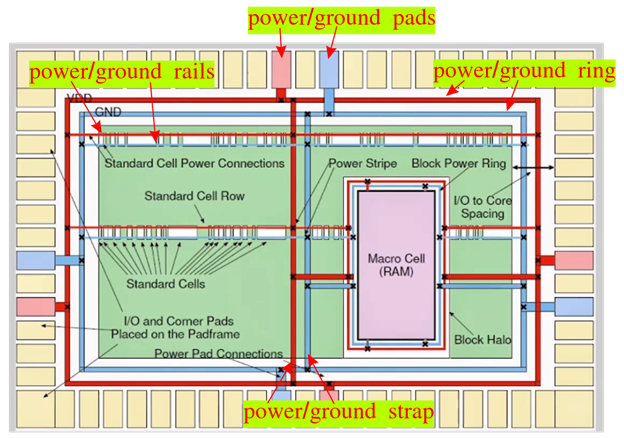 power/ground pads
power/ground rails
power/ground ring
VDD
GND
Standard Cell Power Connections
Power Stripe
Block Power Ring
Standard Cell Row
I/O to Core
Spacing
Macro Cell
(RAM)
Standard Cells
I/O and Corner Pads
Placed on the Padframe
Block Halo
Power Pad Connections
power/ground strap